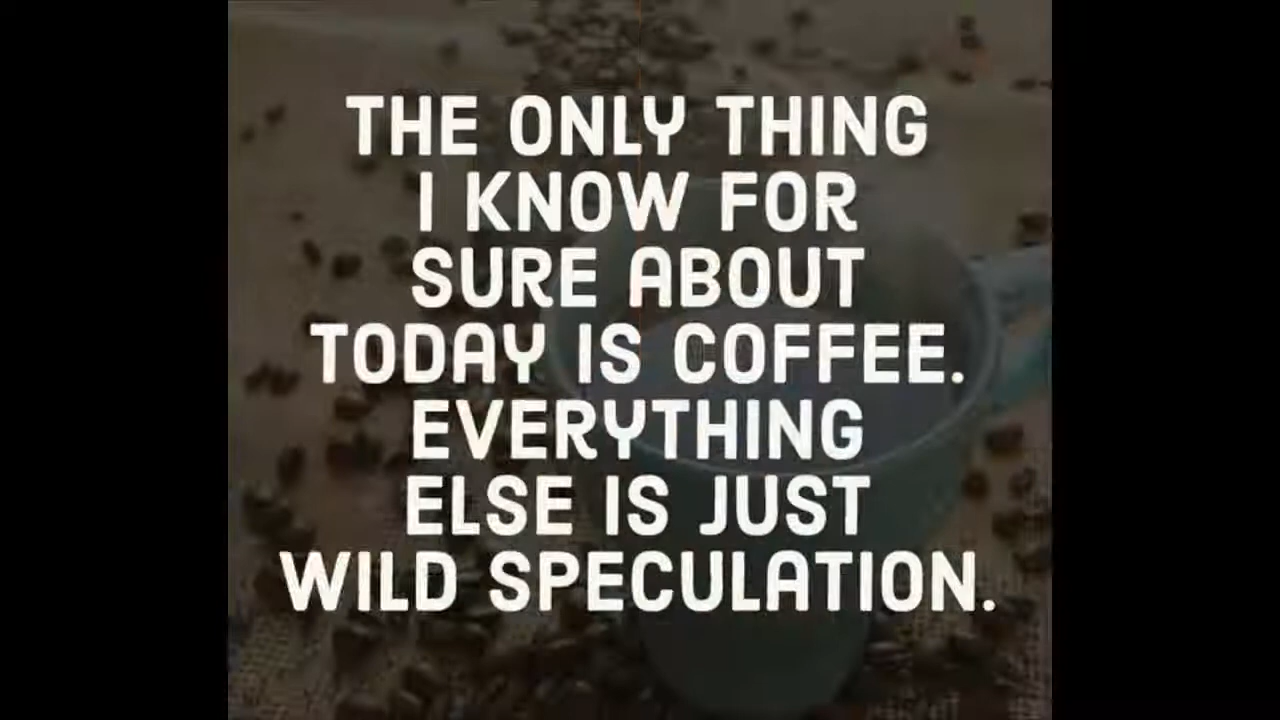 THE ONLY THING
I KNOW FOR
SURE ABOUT
TODAY IS COFFEE.
EVERYTHING
ELSE IS JUST
WILD SPECULATION.